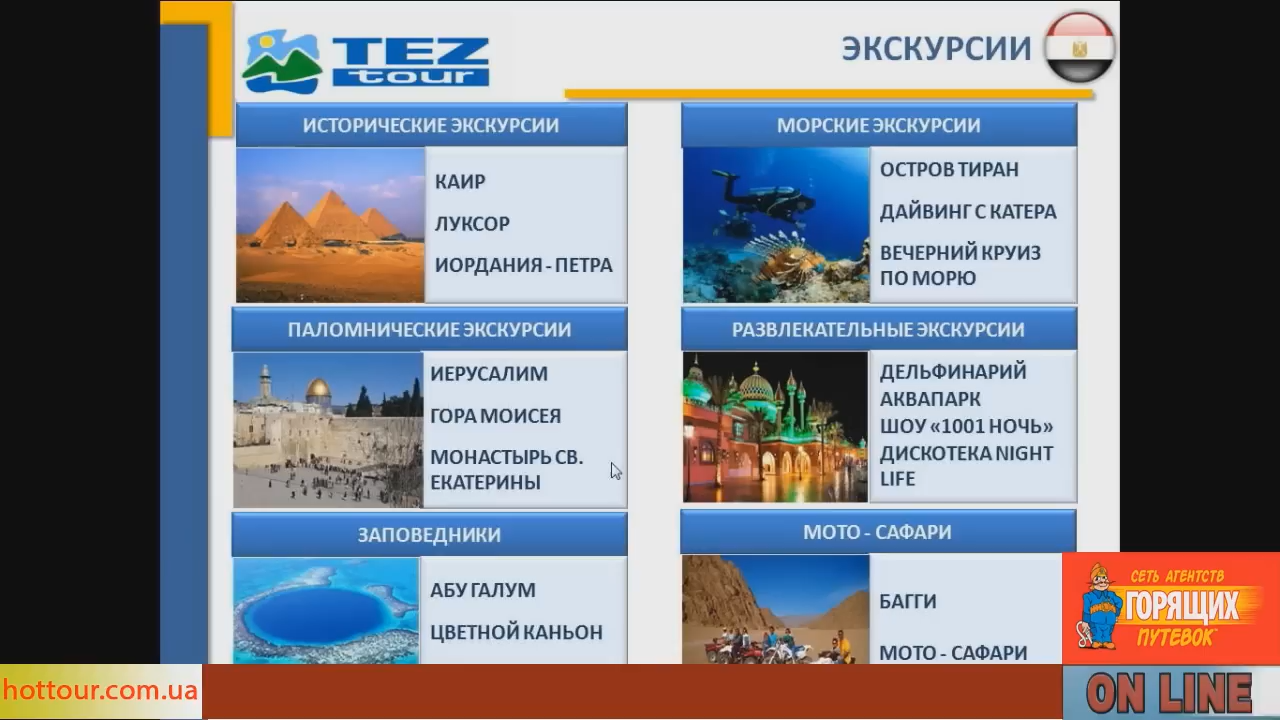 TEZ
tour
ЭКСКУРСИИ
ИСТОРИЧЕСКИЕ ЭКСКУРСИИ
КАИР
ЛУКСОР
ИОРДАНИЯ - ПЕТРА
МОРСКИЕ ЭКСКУРСИИ
ОСТРОВ ТИРАН
ДАЙВИНГ С КАТЕРА
ВЕЧЕРНИЙ КРУИЗ
ПО МОРЮ
ПАЛОМНИЧЕСКИЕ ЭКСКУРСИИ
ИЕРУСАЛИМ
ГОРА МОИСЕЯ
МОНАСТЫРЬ СВ.
ЕКАТЕРИНЫ
РАЗВЛЕКАТЕЛЬНЫЕ ЭКСКУРСИИ
ДЕЛЬФИНАРИЙ
АКВАПАРК
ШОУ «1001 НОЧЬ»
ДИСКОТЕКА NIGHT
LIFE
ЗАПОВЕДНИКИ
АБУ ГАЛУМ
ЦВЕТНОЙ КАНЬОН
МОТО - САФАРИ
БАГГИ
МОТО - САФАРИ
СЕТЬ АГЕНТСТВ
ГОРЯЩИХ
ПУТЕВОК
hottour.com.ua
ON LINE